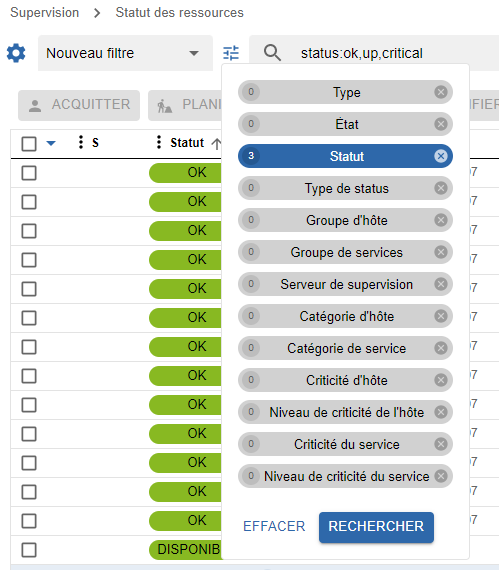 Supervision > Statut des ressources
Nouveau filtre
status:ok,up,critical
ACQUITTER
0 Type
0 État
3 Statut
0 Type de status
0 Groupe d'hôte
0 Groupe de services
0 Serveur de supervision
0 Catégorie d'hôte
0 Catégorie de service
0 Criticité d'hôte
0 Niveau de criticité de l'hôte
0 Criticité du service
0 Niveau de criticité du service
EFFACER
RECHERCHER
S
Statut
OK
OK
OK
OK
OK
OK
OK
OK
OK
OK
OK
OK
OK